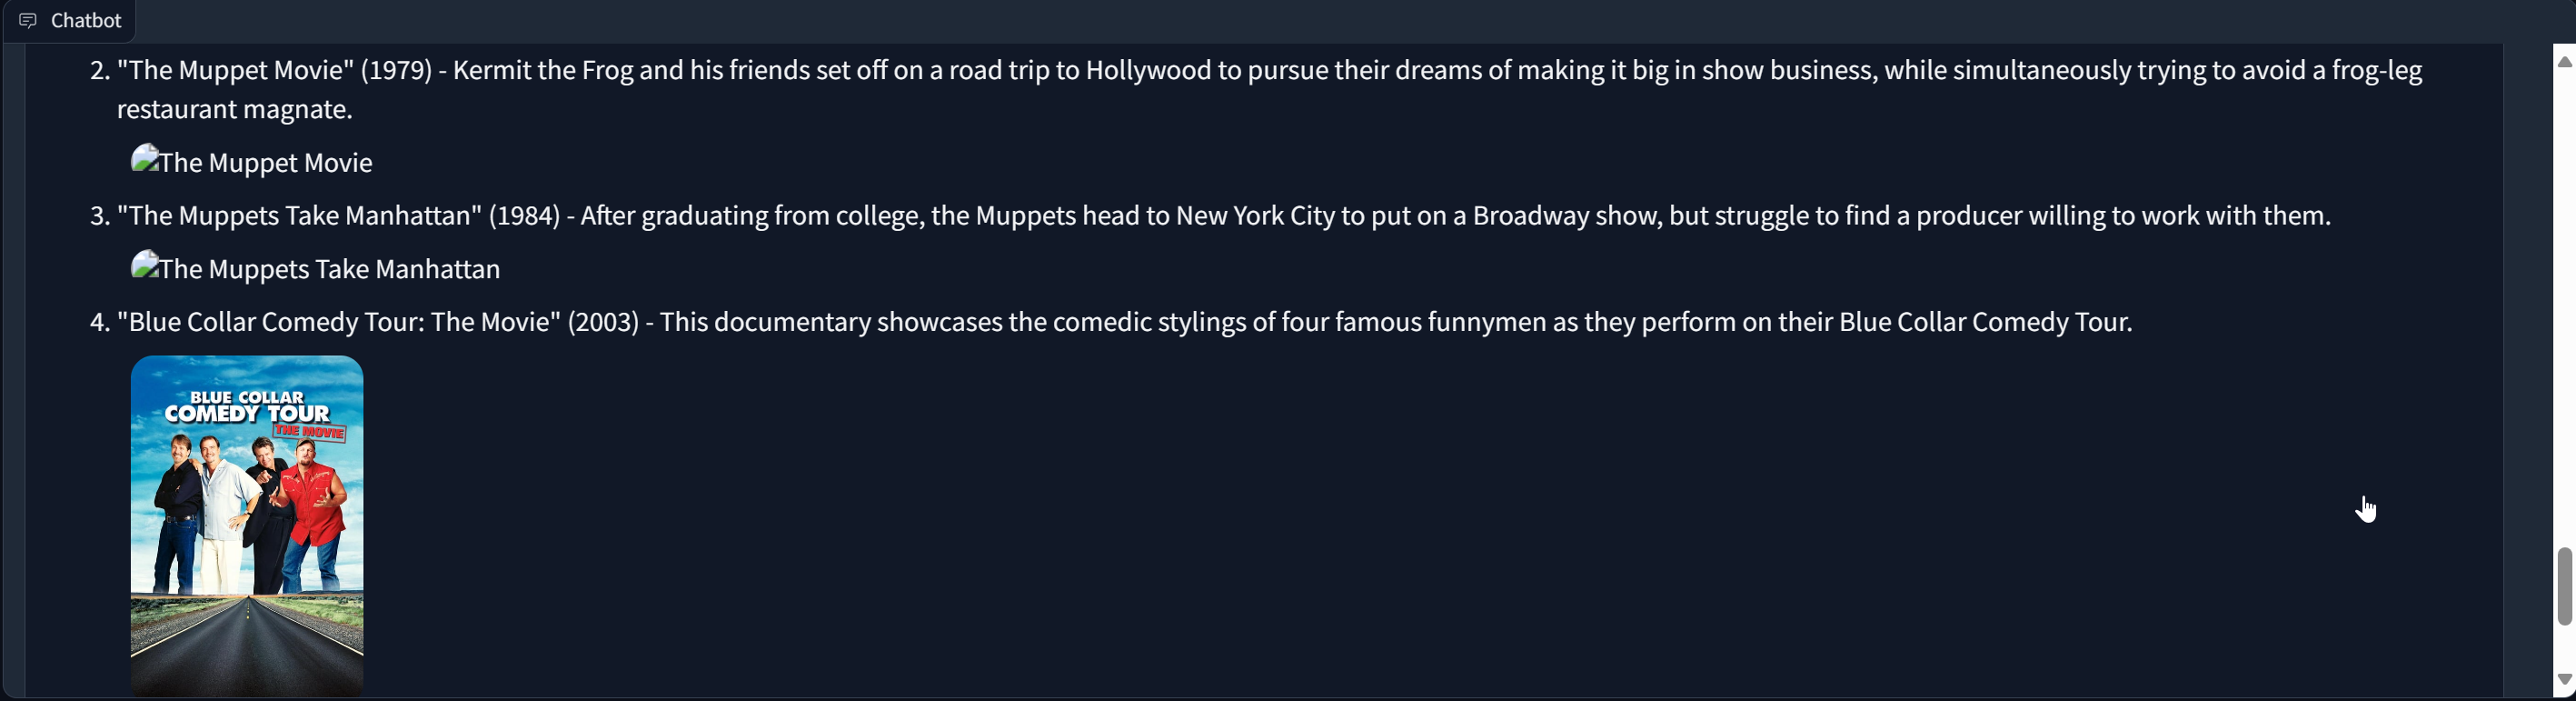 Chatbot
2. "The Muppet Movie" (1979) - Kermit the Frog and his friends set off on a road trip to Hollywood to pursue their dreams of making it big in show business, while simultaneously trying to avoid a frog-leg
restaurant magnate.
The Muppet Movie
3. "The Muppets Take Manhattan" (1984) - After graduating from college, the Muppets head to New York City to put on a Broadway show, but struggle to find a producer willing to work with them.
The Muppets Take Manhattan
4. "Blue Collar Comedy Tour: The Movie" (2003) - This documentary showcases the comedic stylings of four famous funnymen as they perform on their Blue Collar Comedy Tour.
BLUE COLLAR
COMEDY TOUR
THE MOVIE